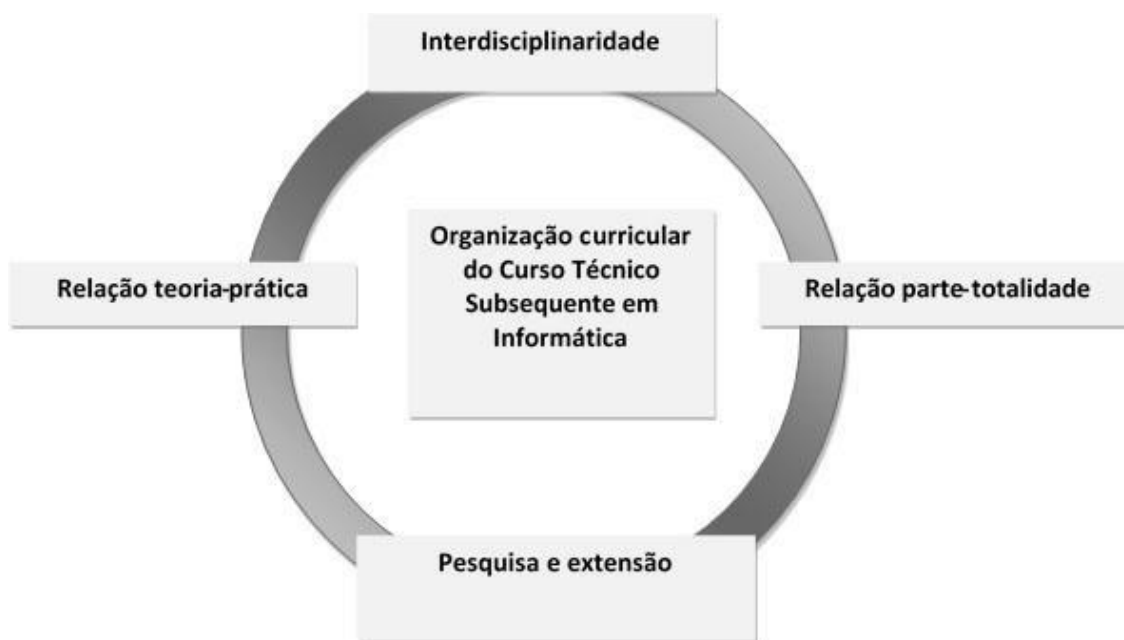 Interdisciplinaridade
Organização curricular
do Curso Técnico
Subsequente em
Informática
Relação teoria-prática
Relação parte-totalidade
Pesquisa e extensão